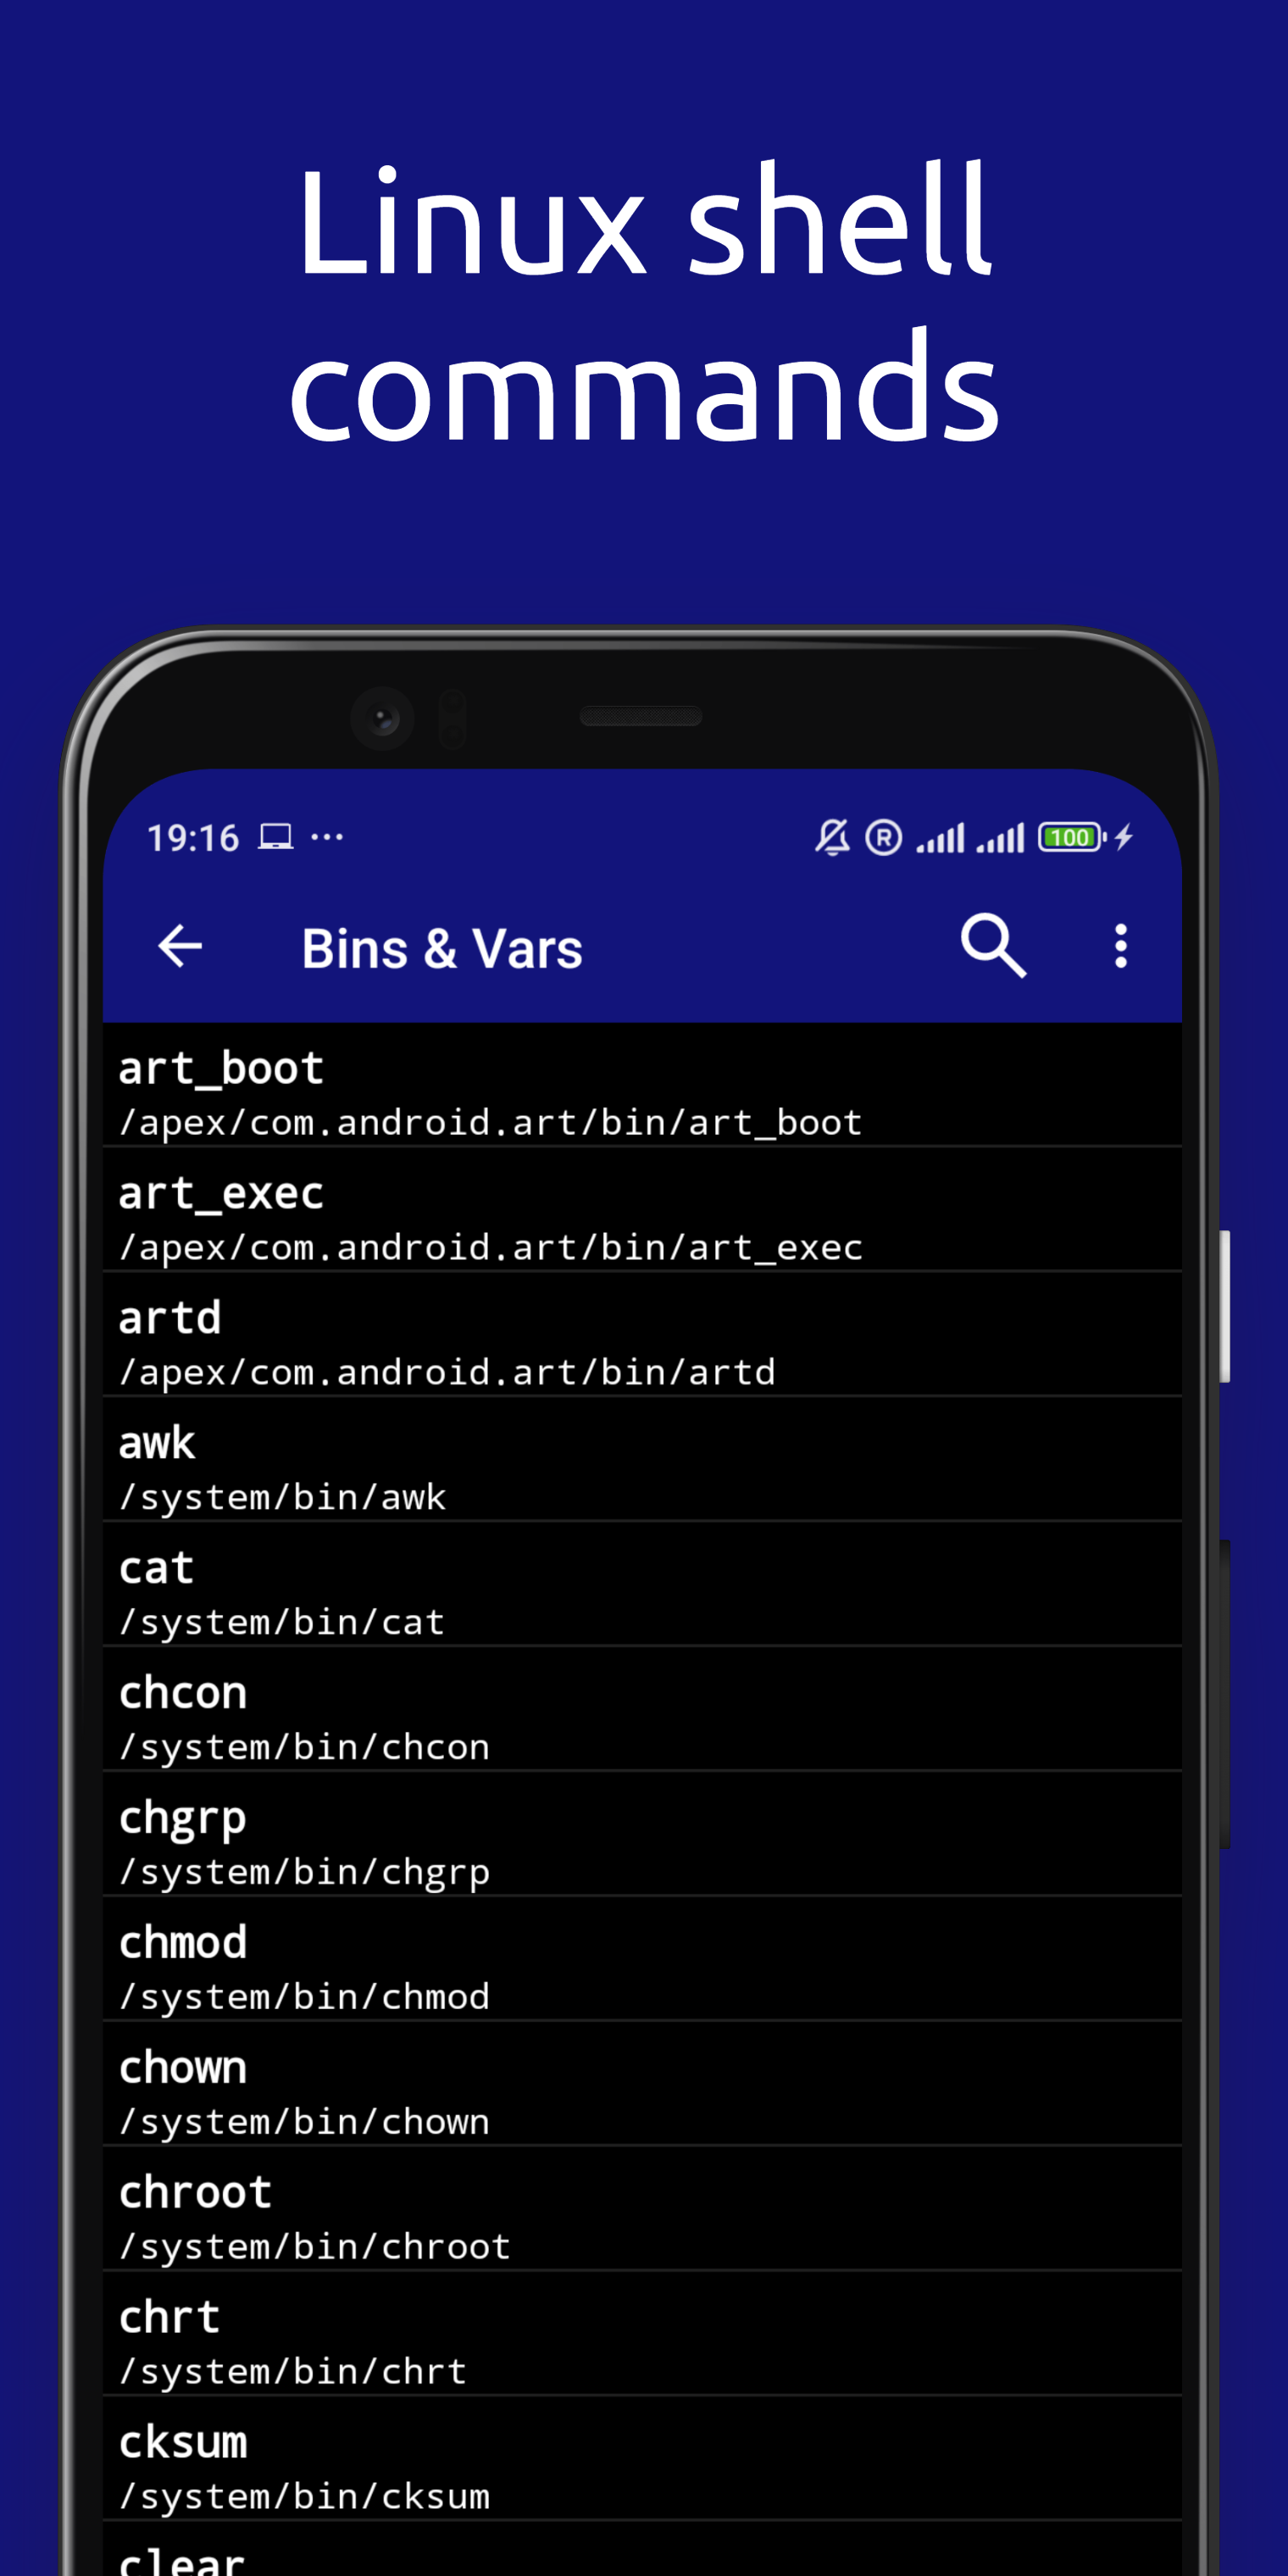 Linux shell
commands
19:16 ...
R 100
Bins & Vars
art_boot
/apex/com.android.art/bin/art_boot
art_exec
/apex/com.android.art/bin/art_exec
artd
/apex/com.android.art/bin/artd
awk
/system/bin/awk
cat
/system/bin/cat
chcon
/system/bin/chcon
chgrp
/system/bin/chgrp
chmod
/system/bin/chmod
chown
/system/bin/chown
chroot
/system/bin/chroot
chrt
/system/bin/chrt
cksum
/system/bin/cksum
clear